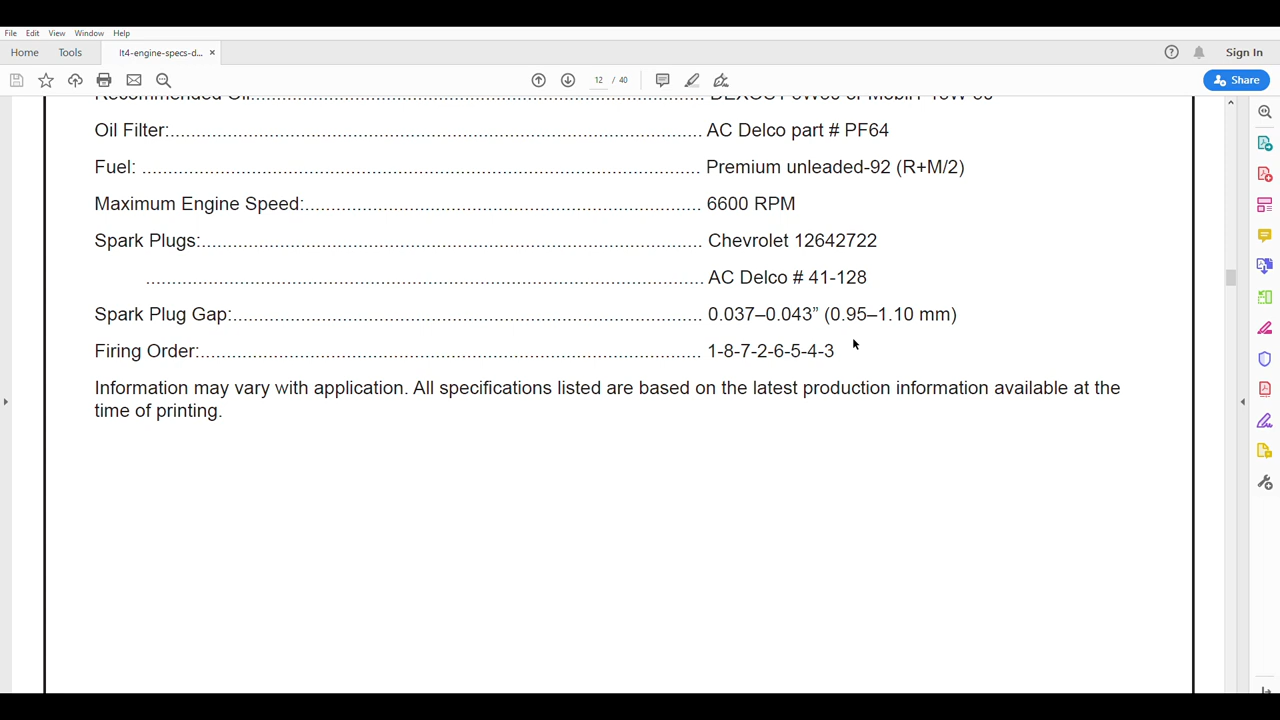 File Edit View Window Help
Home Tools lt4-engine-specs-d... ×
Sign In
12 / 40
Share
Oil Filter:.................................................................................................... AC Delco part # PF64
Fuel: .......................................................................................................... Premium unleaded-92 (R+M/2)
Maximum Engine Speed:........................................................................... 6600 RPM
Spark Plugs:............................................................................................... Chevrolet 12642722
......................................................................................................... AC Delco # 41-128
Spark Plug Gap:......................................................................................... 0.037–0.043” (0.95–1.10 mm)
Firing Order:............................................................................................... 1-8-7-2-6-5-4-3
Information may vary with application. All specifications listed are based on the latest production information available at the
time of printing.